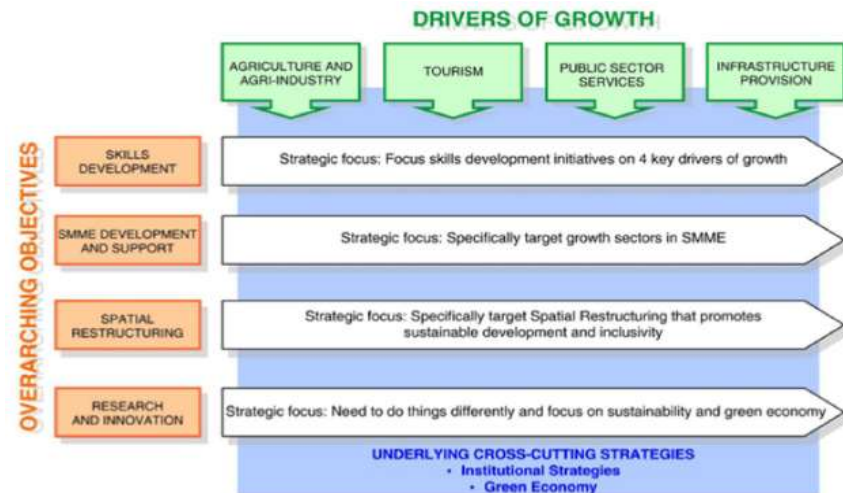 DRIVERS OF GROWTH
AGRICULTURE AND
AGRI-INDUSTRY
TOURISM
PUBLIC SECTOR
SERVICES
INFRASTRUCTURE
PROVISION
OVERARCHING OBJECTIVES
SKILLS
DEVELOPMENT
Strategic focus: Focus skills development initiatives on 4 key drivers of growth
SMME DEVELOPMENT
AND SUPPORT
Strategic focus: Specifically target growth sectors in SMME
SPATIAL
RESTRUCTURING
Strategic focus: Specifically target Spatial Restructuring that promotes
sustainable development and inclusivity
RESEARCH
AND INNOVATION
Strategic focus: Need to do things differently and focus on sustainability and green economy
UNDERLYING CROSS-CUTTING STRATEGIES
• Institutional Strategies
• Green Economy